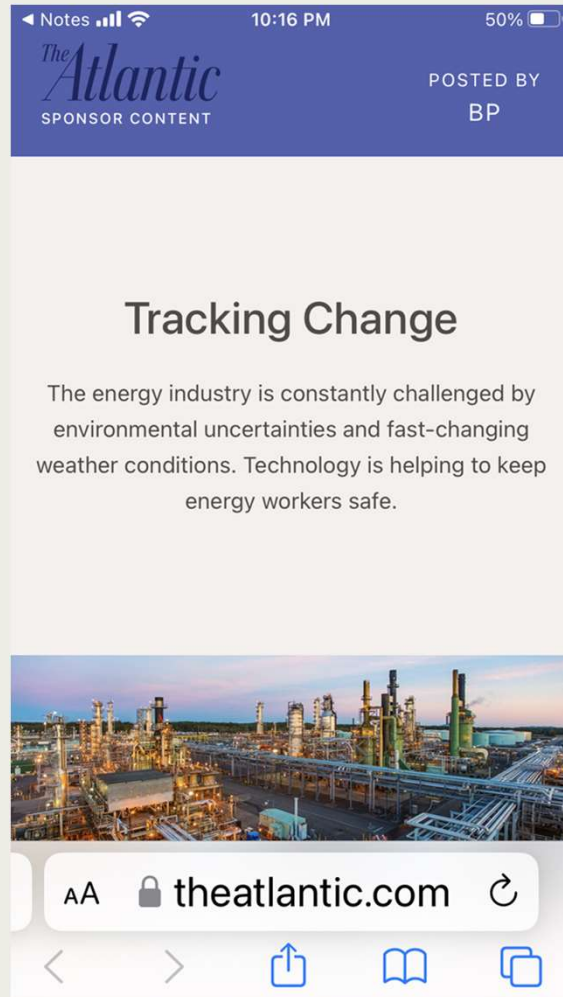 Notes 10:16 PM 50%
The Atlantic
SPONSOR CONTENT
POSTED BY
BP
Tracking Change
The energy industry is constantly challenged by
environmental uncertainties and fast-changing
weather conditions. Technology is helping to keep
energy workers safe.
AA theatlantic.com